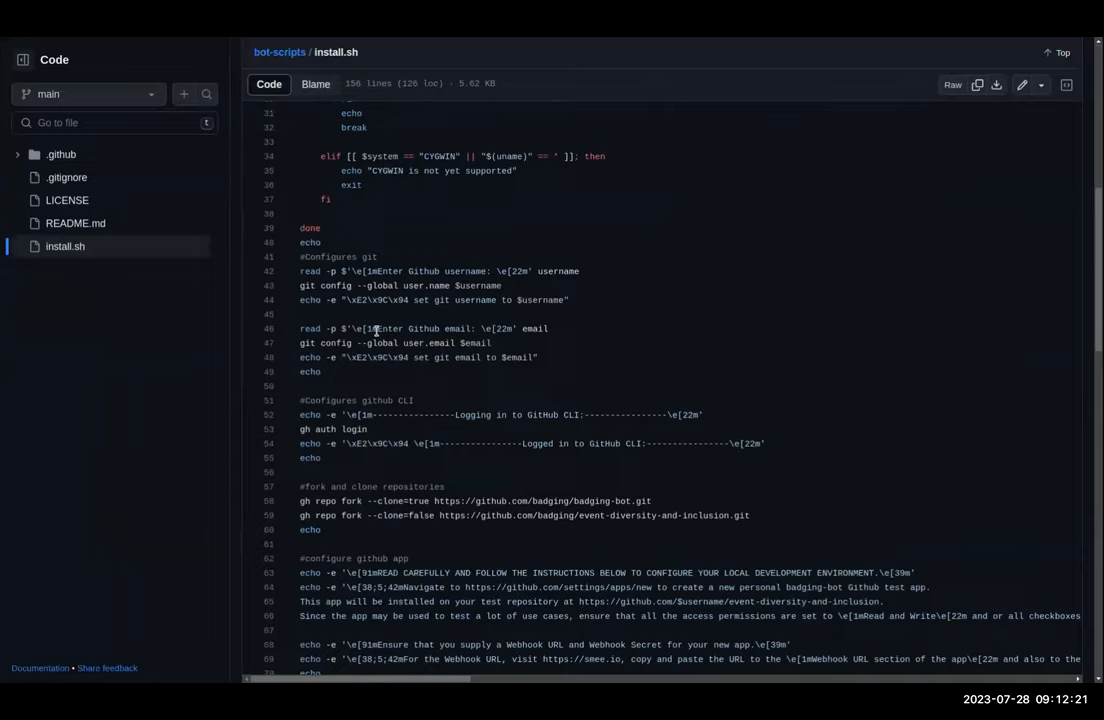 Code
bot-scripts / install.sh
Top
main
Code Blame 156 lines (126 loc) · 5.62 KB
Raw
Go to file t
.github
.gitignore
LICENSE
README.md
install.sh
31 echo
32 break
33
34 elif [[ $system == "CYGWIN" || "$(uname)" == * ]]; then
35 echo "CYGWIN is not yet supported"
36 exit
37 fi
38
39 done
40 echo
41 #Configures git
42 read -p $'\e[1mEnter Github username: \e[22m' username
43 git config --global user.name $username
44 echo -e "\xE2\x9C\x94 set git username to $username"
45
46 read -p $'\e[1mEnter Github email: \e[22m' email
47 git config --global user.email $email
48 echo -e "\xE2\x9C\x94 set git email to $email"
49 echo
50
51 #Configures github CLI
52 echo -e '\e[1m----------------Logging in to GitHub CLI:----------------\e[22m'
53 gh auth login
54 echo -e '\xE2\x9C\x94 \e[1m----------------Logged in to GitHub CLI:----------------\e[22m'
55 echo
56
57 #fork and clone repositories
58 gh repo fork --clone=true https://github.com/badging/badging-bot.git
59 gh repo fork --clone=false https://github.com/badging/event-diversity-and-inclusion.git
60 echo
61
62 #configure github app
63 echo -e '\e[91mREAD CAREFULLY AND FOLLOW THE INSTRUCTIONS BELOW TO CONFIGURE YOUR LOCAL DEVELOPMENT ENVIRONMENT.\e[39m'
64 echo -e '\e[38;5;42mNavigate to https://github.com/settings/apps/new to create a new personal badging-bot Github test app.
65 This app will be installed on your test repository at https://github.com/$username/event-diversity-and-inclusion.
66 Since the app may be used to test a lot of use cases, ensure that all the access permissions are set to \e[1mRead and Write\e[22m and or all checkboxes
67
68 echo -e '\e[91mEnsure that you supply a Webhook URL and Webhook Secret for your new app.\e[39m'
69 echo -e '\e[38;5;42mFor the Webhook URL, visit https://smee.io, copy and paste the URL to the \e[1mWebhook URL section of the app\e[22m and also to the
70 echo
Documentation • Share feedback
2023-07-28 09:12:21